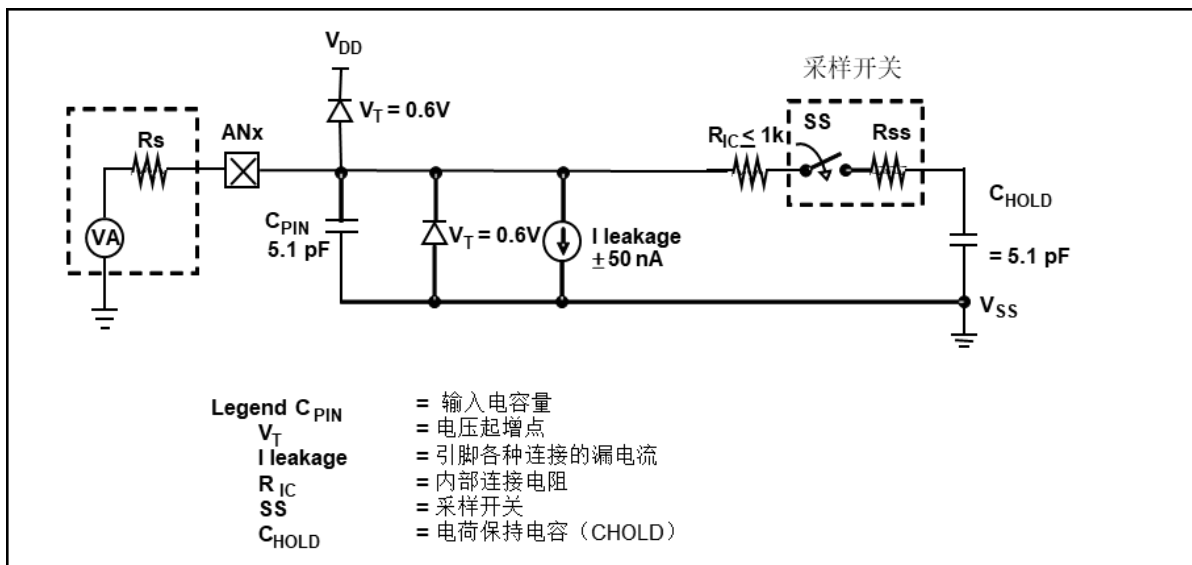 VDD
采样开关
VT = 0.6V
Rs
ANx
RIC ≤ 1k
SS
Rss
CPIN
5.1 pF
VT = 0.6V
I leakage
± 50 nA
CHOLD
= 5.1 pF
VA
VSS
Legend CPIN = 输入电容量
VT = 电压起增点
I leakage = 引脚各种连接的漏电流
RIC = 内部连接电阻
SS = 采样开关
CHOLD = 电荷保持电容（CHOLD）